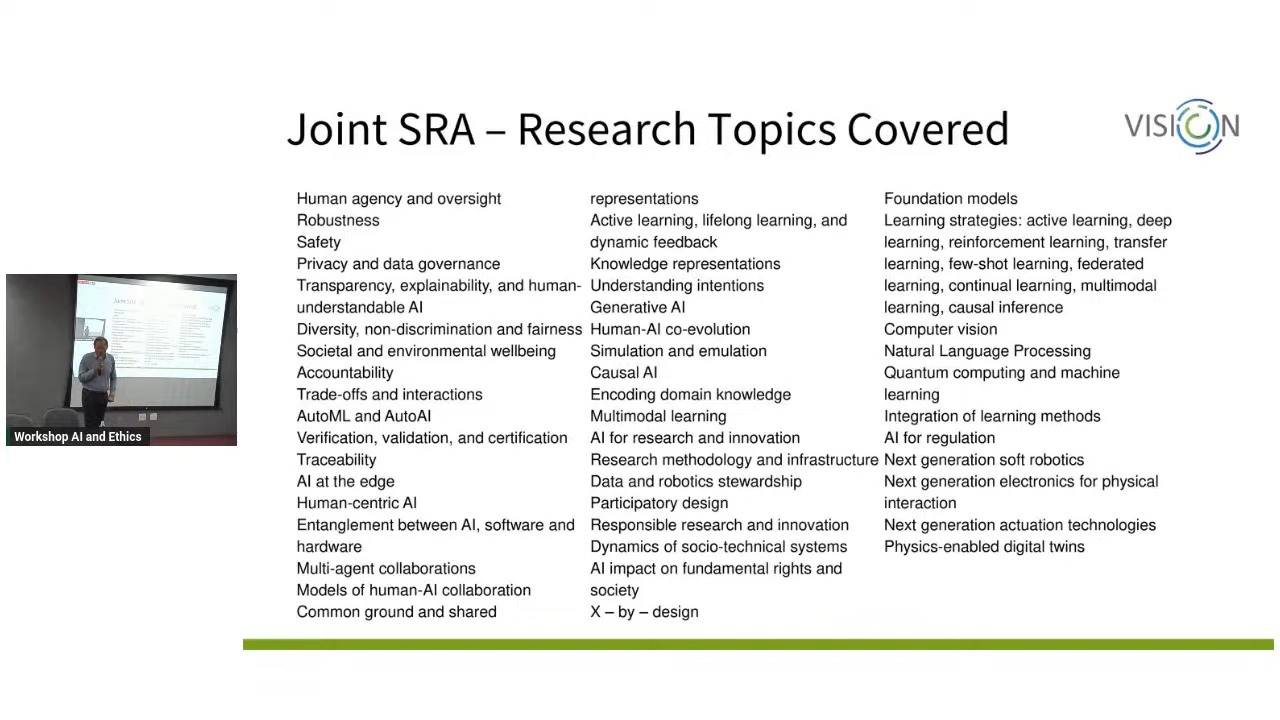 Joint SRA – Research Topics Covered
VISION
Human agency and oversight
Robustness
Safety
Privacy and data governance
Transparency, explainability, and human-
understandable AI
Diversity, non-discrimination and fairness
Societal and environmental wellbeing
Accountability
Trade-offs and interactions
AutoML and AutoAI
Verification, validation, and certification
Traceability
AI at the edge
Human-centric AI
Entanglement between AI, software and
hardware
Multi-agent collaborations
Models of human-AI collaboration
Common ground and shared
representations
Active learning, lifelong learning, and
dynamic feedback
Knowledge representations
Understanding intentions
Generative AI
Human-AI co-evolution
Simulation and emulation
Causal AI
Encoding domain knowledge
Multimodal learning
AI for research and innovation
Research methodology and infrastructure
Data and robotics stewardship
Participatory design
Responsible research and innovation
Dynamics of socio-technical systems
AI impact on fundamental rights and
society
X – by – design
Foundation models
Learning strategies: active learning, deep
learning, reinforcement learning, transfer
learning, few-shot learning, federated
learning, continual learning, multimodal
learning, causal inference
Computer vision
Natural Language Processing
Quantum computing and machine
learning
Integration of learning methods
AI for regulation
Next generation soft robotics
Next generation electronics for physical
interaction
Next generation actuation technologies
Physics-enabled digital twins
Workshop AI and Ethics